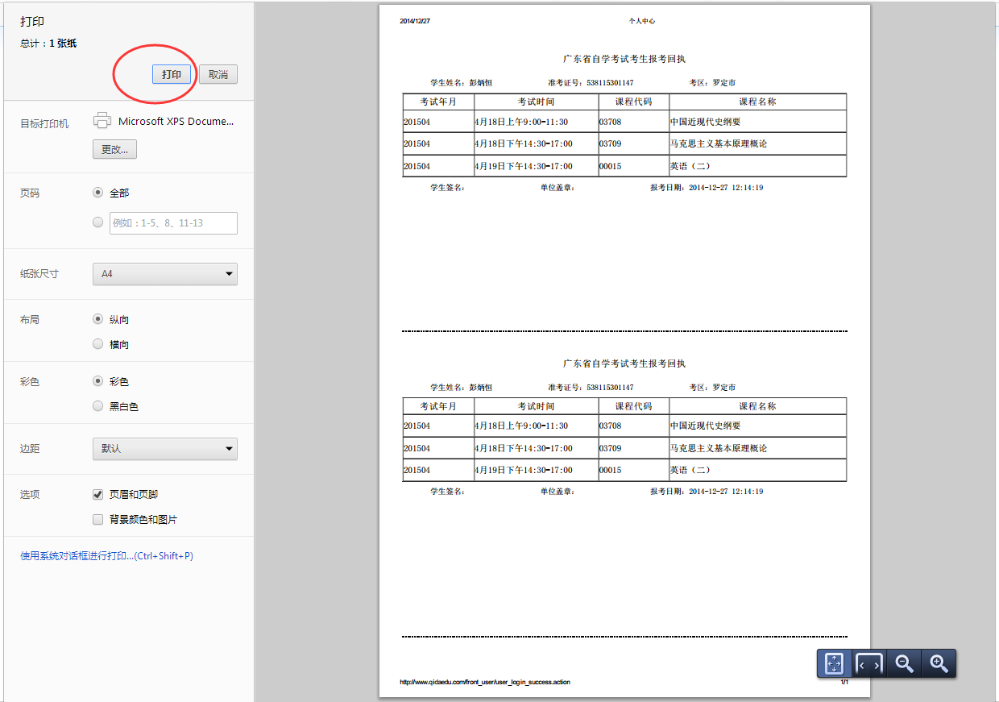 打印
总计：1 张纸
打印 取消
目标打印机 Microsoft XPS Docume...
更改...
页码 全部
例如：1-5、8、11-13
纸张尺寸 A4
布局 纵向
横向
彩色 彩色
黑白色
边距 默认
选项 页眉和页脚
背景颜色和图片
使用系统对话框进行打印...(Ctrl+Shift+P)
2014/12/27 个人中心
广东省自学考试考生报考回执
学生姓名：彭炳恒 准考证号：538115301147 考区：罗定市
考试年月 考试时间 课程代码 课程名称
201504 4月18日上午9:00-11:30 03708 中国近现代史纲要
201504 4月18日下午14:30-17:00 03709 马克思主义基本原理概论
201504 4月19日下午14:30-17:00 00015 英语（二）
学生签名： 单位盖章： 报考日期：2014-12-27 12:14:19
广东省自学考试考生报考回执
学生姓名：彭炳恒 准考证号：538115301147 考区：罗定市
考试年月 考试时间 课程代码 课程名称
201504 4月18日上午9:00-11:30 03708 中国近现代史纲要
201504 4月18日下午14:30-17:00 03709 马克思主义基本原理概论
201504 4月19日下午14:30-17:00 00015 英语（二）
学生签名： 单位盖章： 报考日期：2014-12-27 12:14:19
http://www.qidaedu.com/front_user/user_login_success.action 1/1